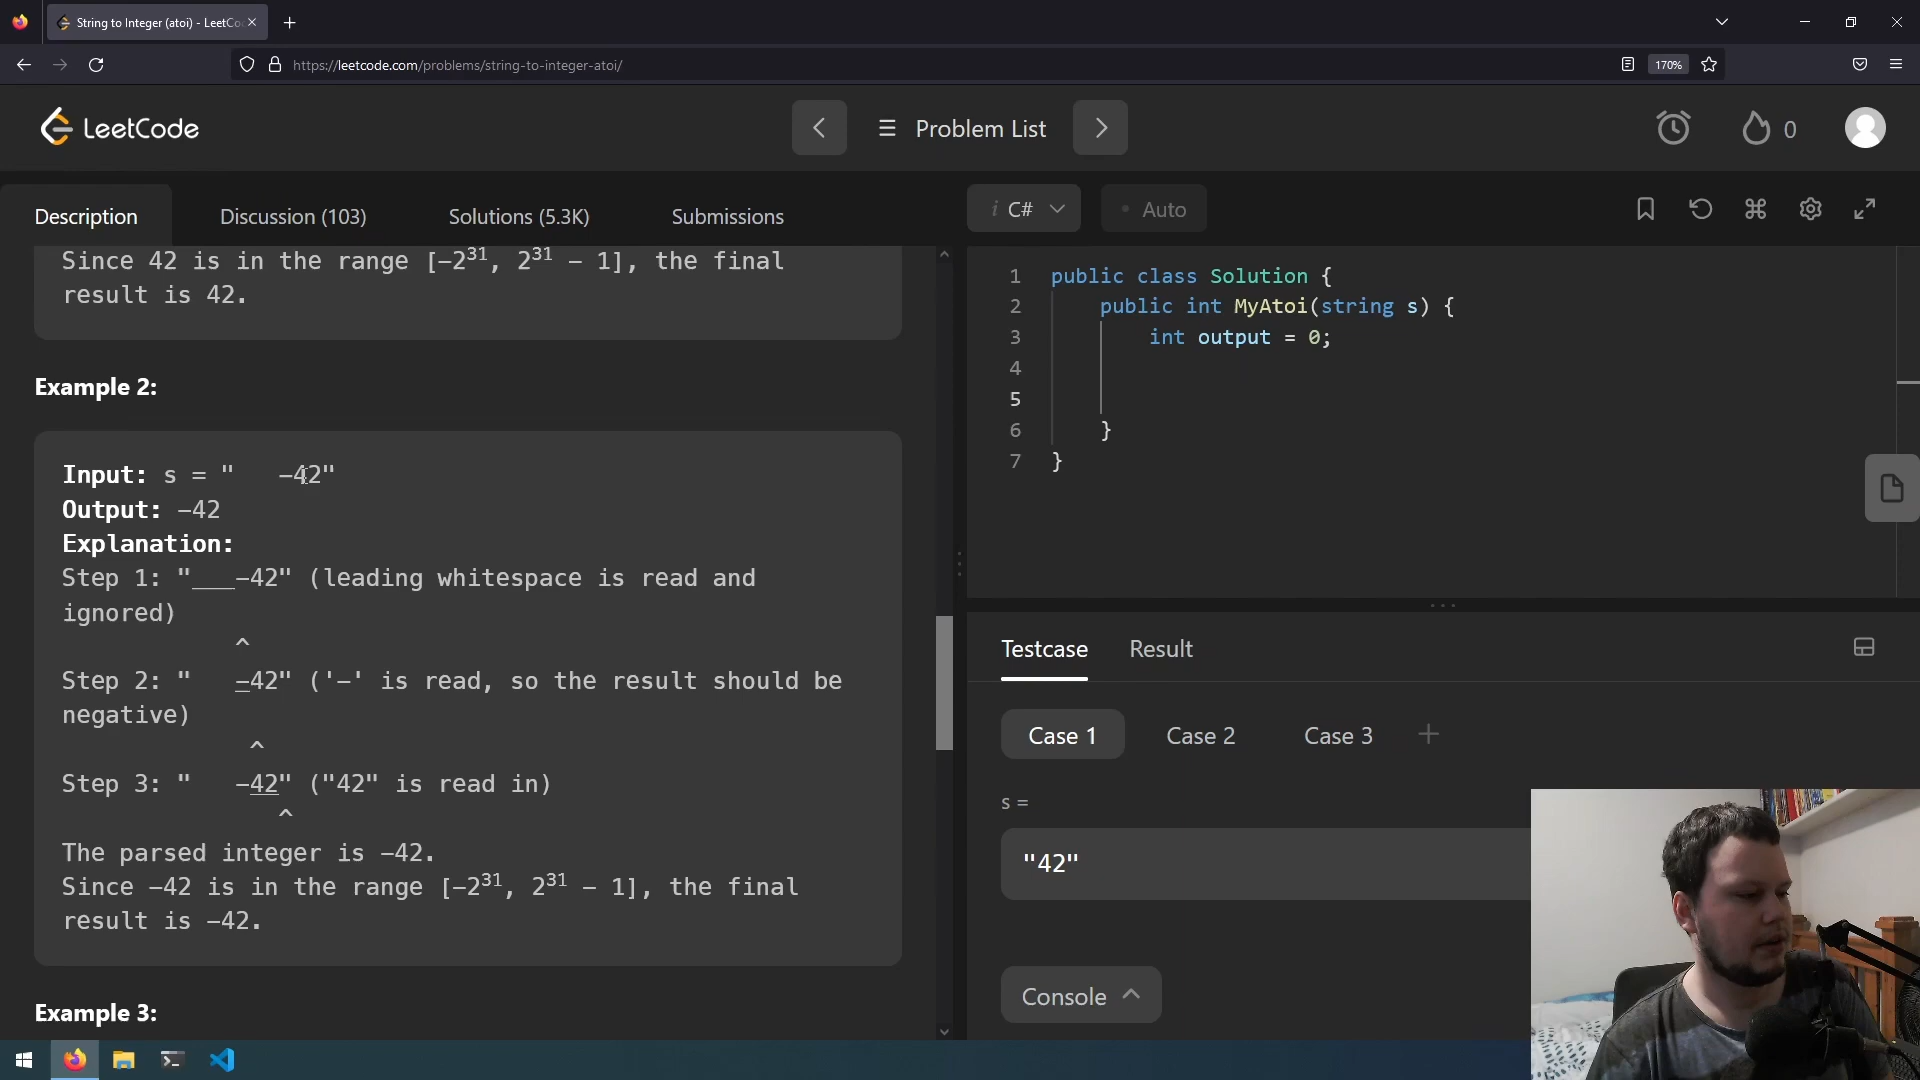 String to Integer (atoi) - LeetCo
https://leetcode.com/problems/string-to-integer-atoi/
170%
LeetCode
Problem List
0
Description
Discussion (103)
Solutions (5.3K)
Submissions
i C#
Auto
Since 42 is in the range [−2³¹, 2³¹ − 1], the final
result is 42.
Example 2:
Input: s = "   −42"
Output: −42
Explanation:
Step 1: "___−42" (leading whitespace is read and
ignored)
^
Step 2: "   −42" ('−' is read, so the result should be
negative)
^
Step 3: "   −42" ("42" is read in)
^
The parsed integer is −42.
Since −42 is in the range [−2³¹, 2³¹ − 1], the final
result is −42.
Example 3:
1 public class Solution {
2     public int MyAtoi(string s) {
3         int output = 0;
4
5
6     }
7 }
Testcase
Result
Case 1
Case 2
Case 3
s =
"42"
Console